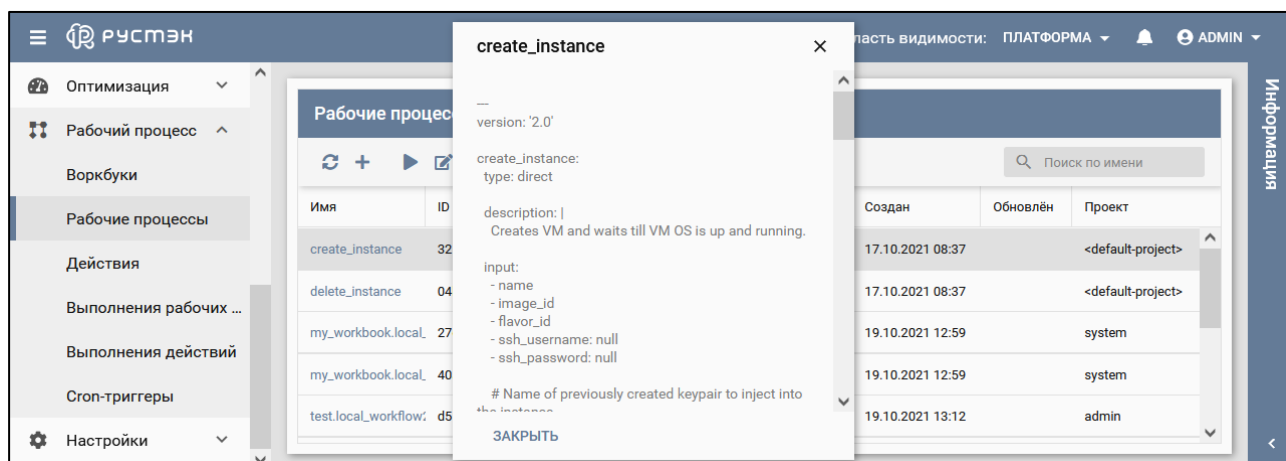 РУСТЭК
ласть видимости: ПЛАТФОРМА
ADMIN
Оптимизация
Рабочий процесс
Воркбуки
Рабочие процессы
Действия
Выполнения рабочих ...
Выполнения действий
Cron-триггеры
Настройки
Рабочие процес
Поиск по имени
Имя ID Создан Обновлён Проект
create_instance 32 17.10.2021 08:37 <default-project>
delete_instance 04 17.10.2021 08:37 <default-project>
my_workbook.local_ 27 19.10.2021 12:59 system
my_workbook.local_ 40 19.10.2021 12:59 system
test.local_workflow2 d5 19.10.2021 13:12 admin
create_instance
---
version: '2.0'
create_instance:
type: direct
description: |
Creates VM and waits till VM OS is up and running.
input:
- name
- image_id
- flavor_id
- ssh_username: null
- ssh_password: null
# Name of previously created keypair to inject into
the instance
ЗАКРЫТЬ
Информация